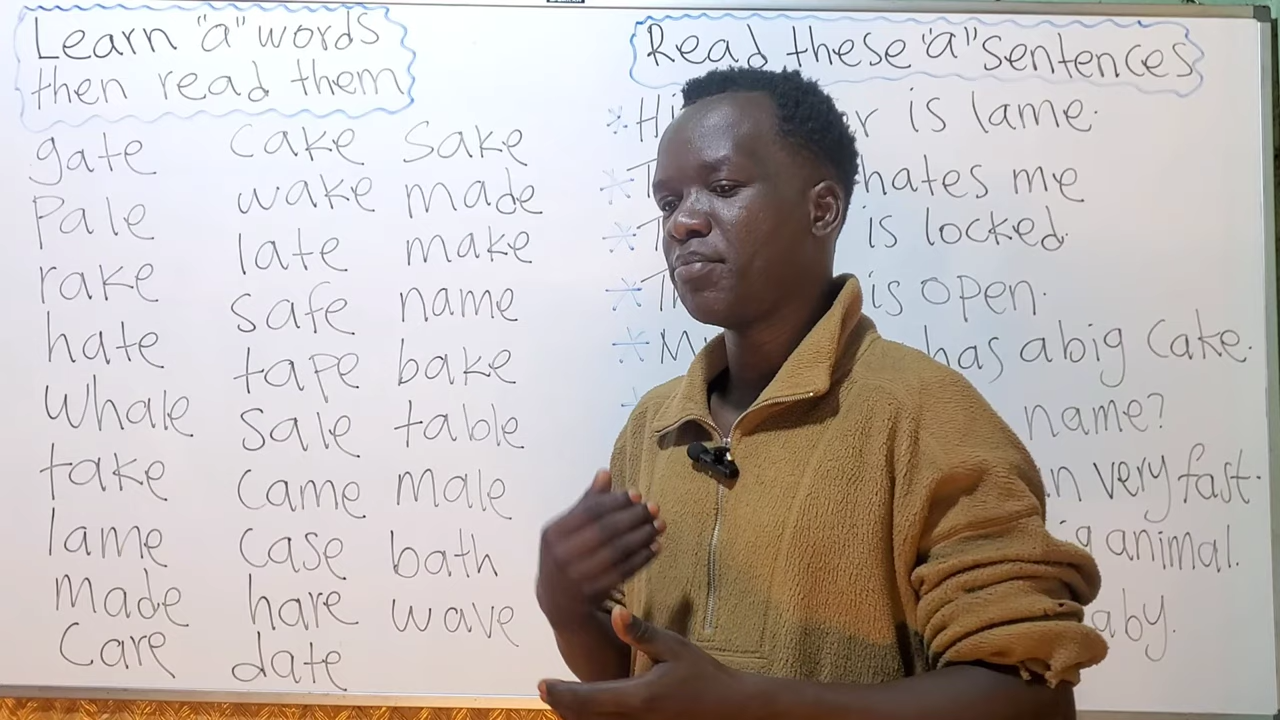 Learn "a" words
then read them
gate cake sake
Pale wake made
rake late make
hate safe name
whale tape bake
take sale table
lame came male
made case bath
Care hare wave
date
Read these "a" Sentences
is lame.
hates me
is locked.
is open.
has a big Cake.
name?
very fast.
animal.